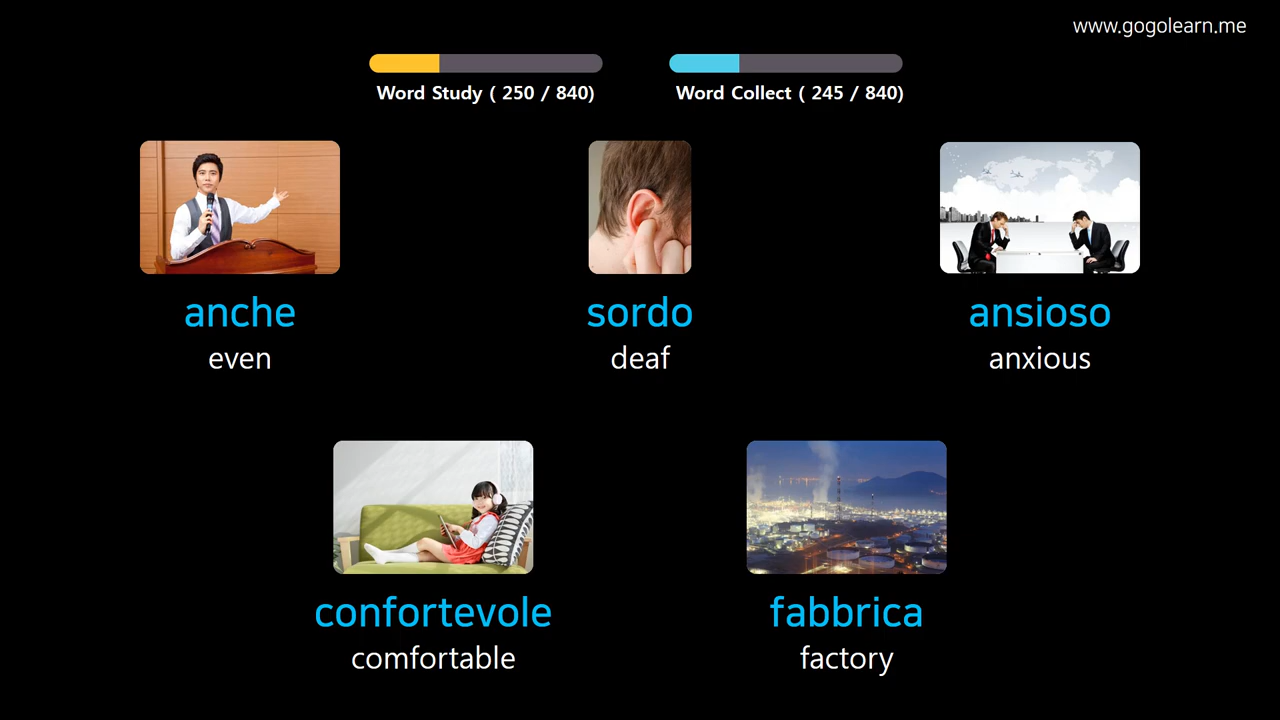 www.gogolearn.me
Word Study ( 250 / 840)
Word Collect ( 245 / 840)
anche
even
sordo
deaf
ansioso
anxious
confortevole
comfortable
fabbrica
factory